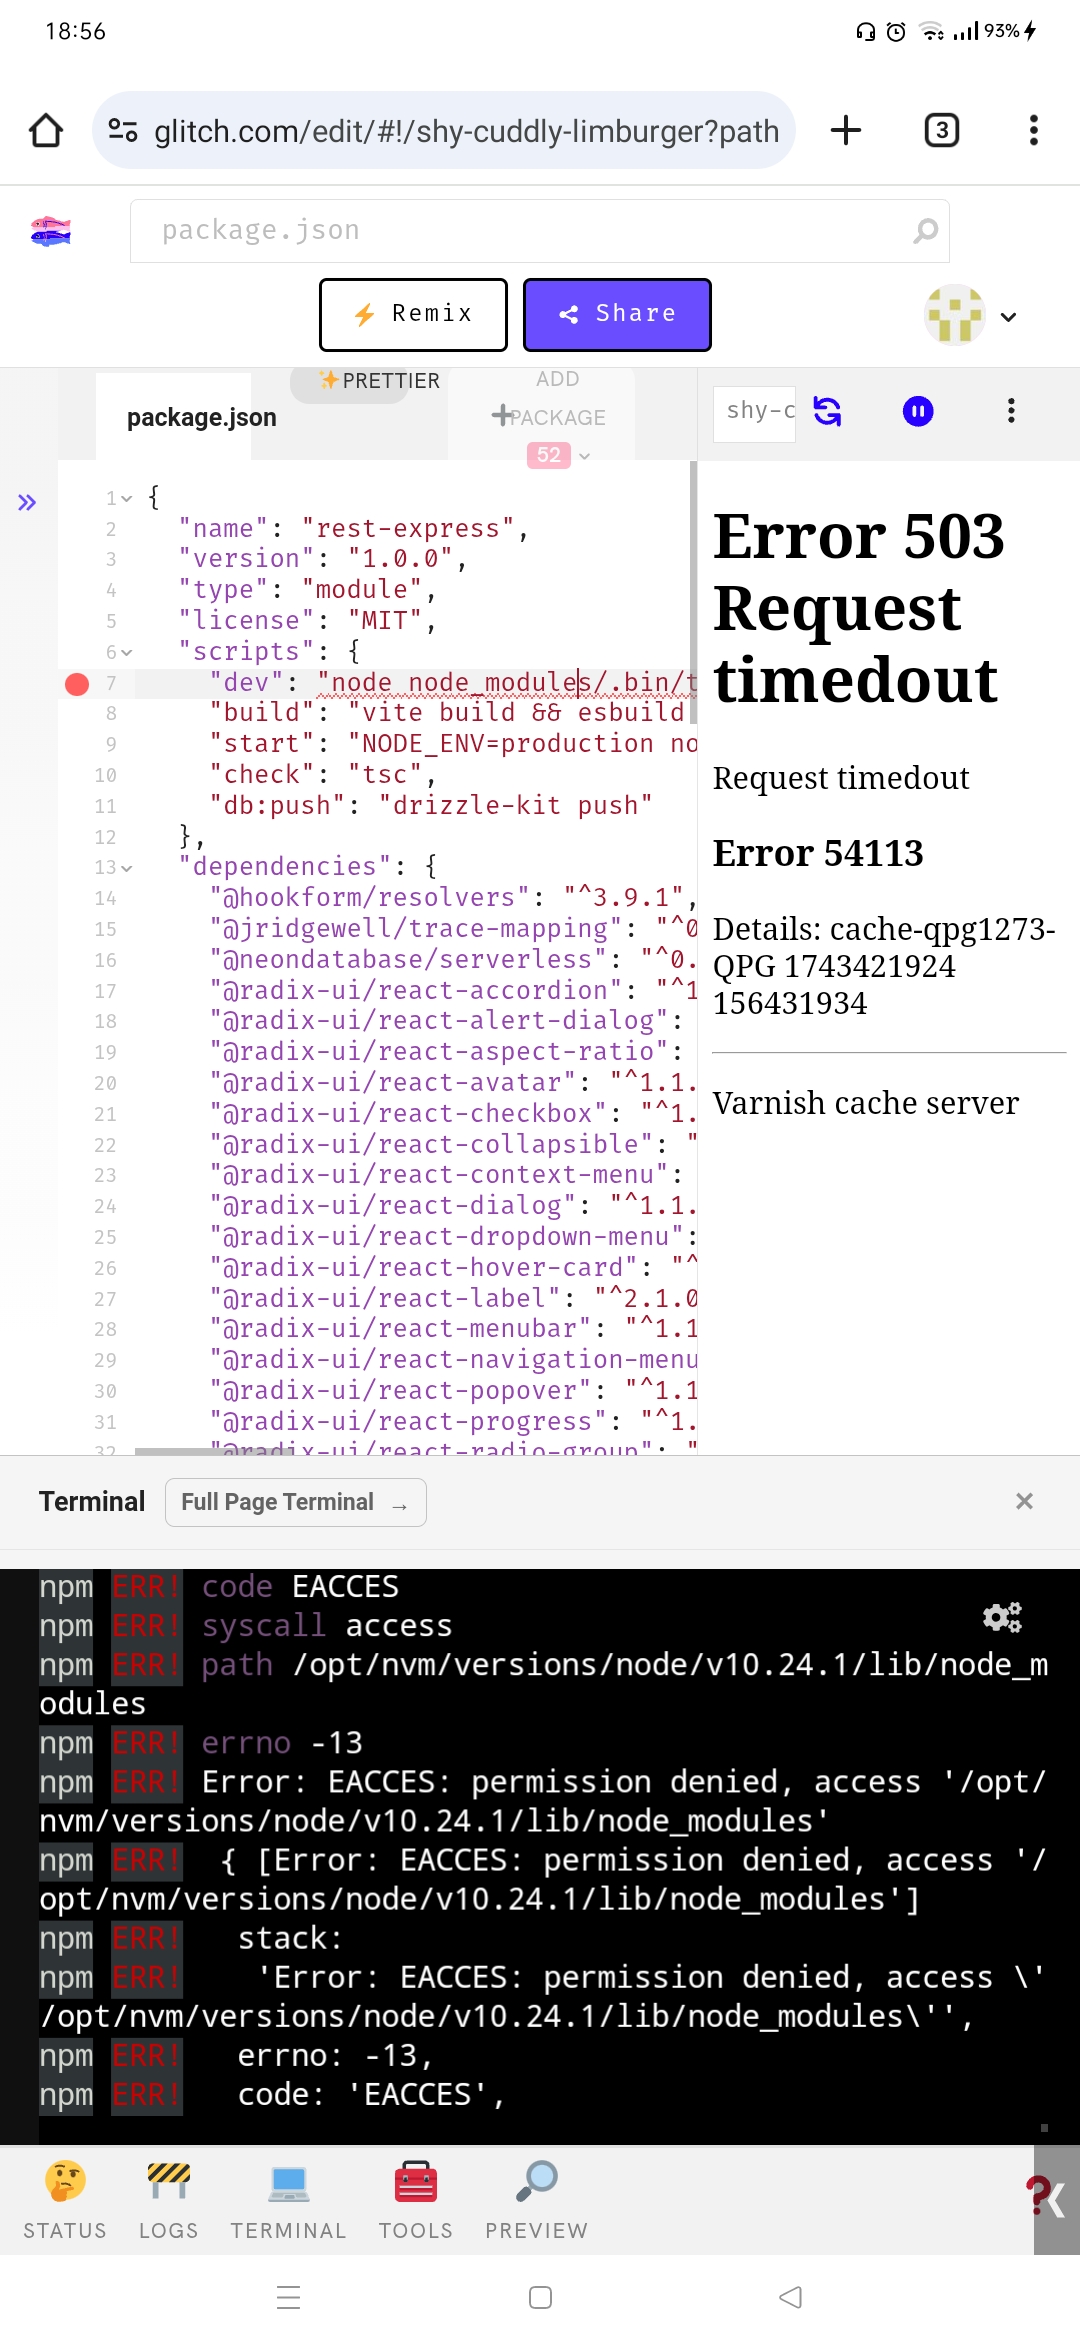 18:56
93%
glitch.com/edit/#!/shy-cuddly-limburger?path
3
package.json
⚡ Remix
Share
package.json
✨PRETTIER
ADD
+PACKAGE
52
shy-c
1 {
2 "name": "rest-express",
3 "version": "1.0.0",
4 "type": "module",
5 "license": "MIT",
6 "scripts": {
7 "dev": "node node_modules/.bin/t
8 "build": "vite build && esbuild
9 "start": "NODE_ENV=production no
10 "check": "tsc",
11 "db:push": "drizzle-kit push"
12 },
13 "dependencies": {
14 "@hookform/resolvers": "^3.9.1",
15 "@jridgewell/trace-mapping": "^0
16 "@neondatabase/serverless": "^0.
17 "@radix-ui/react-accordion": "^1
18 "@radix-ui/react-alert-dialog":
19 "@radix-ui/react-aspect-ratio":
20 "@radix-ui/react-avatar": "^1.1.
21 "@radix-ui/react-checkbox": "^1.
22 "@radix-ui/react-collapsible": "
23 "@radix-ui/react-context-menu":
24 "@radix-ui/react-dialog": "^1.1.
25 "@radix-ui/react-dropdown-menu":
26 "@radix-ui/react-hover-card": "^
27 "@radix-ui/react-label": "^2.1.0
28 "@radix-ui/react-menubar": "^1.1
29 "@radix-ui/react-navigation-menu
30 "@radix-ui/react-popover": "^1.1
31 "@radix-ui/react-progress": "^1.
32 "@radix-ui/react-radio-group": "
Error 503
Request
timedout
Request timedout
Error 54113
Details: cache-qpg1273-
QPG 1743421924
156431934
Varnish cache server
Terminal
Full Page Terminal →
×
npm ERR! code EACCES
npm ERR! syscall access
npm ERR! path /opt/nvm/versions/node/v10.24.1/lib/node_m
odules
npm ERR! errno -13
npm ERR! Error: EACCES: permission denied, access '/opt/
nvm/versions/node/v10.24.1/lib/node_modules'
npm ERR!  { [Error: EACCES: permission denied, access '/
opt/nvm/versions/node/v10.24.1/lib/node_modules']
npm ERR!   stack:
npm ERR!    'Error: EACCES: permission denied, access \'
/opt/nvm/versions/node/v10.24.1/lib/node_modules\'',
npm ERR!   errno: -13,
npm ERR!   code: 'EACCES',
STATUS
LOGS
TERMINAL
TOOLS
PREVIEW